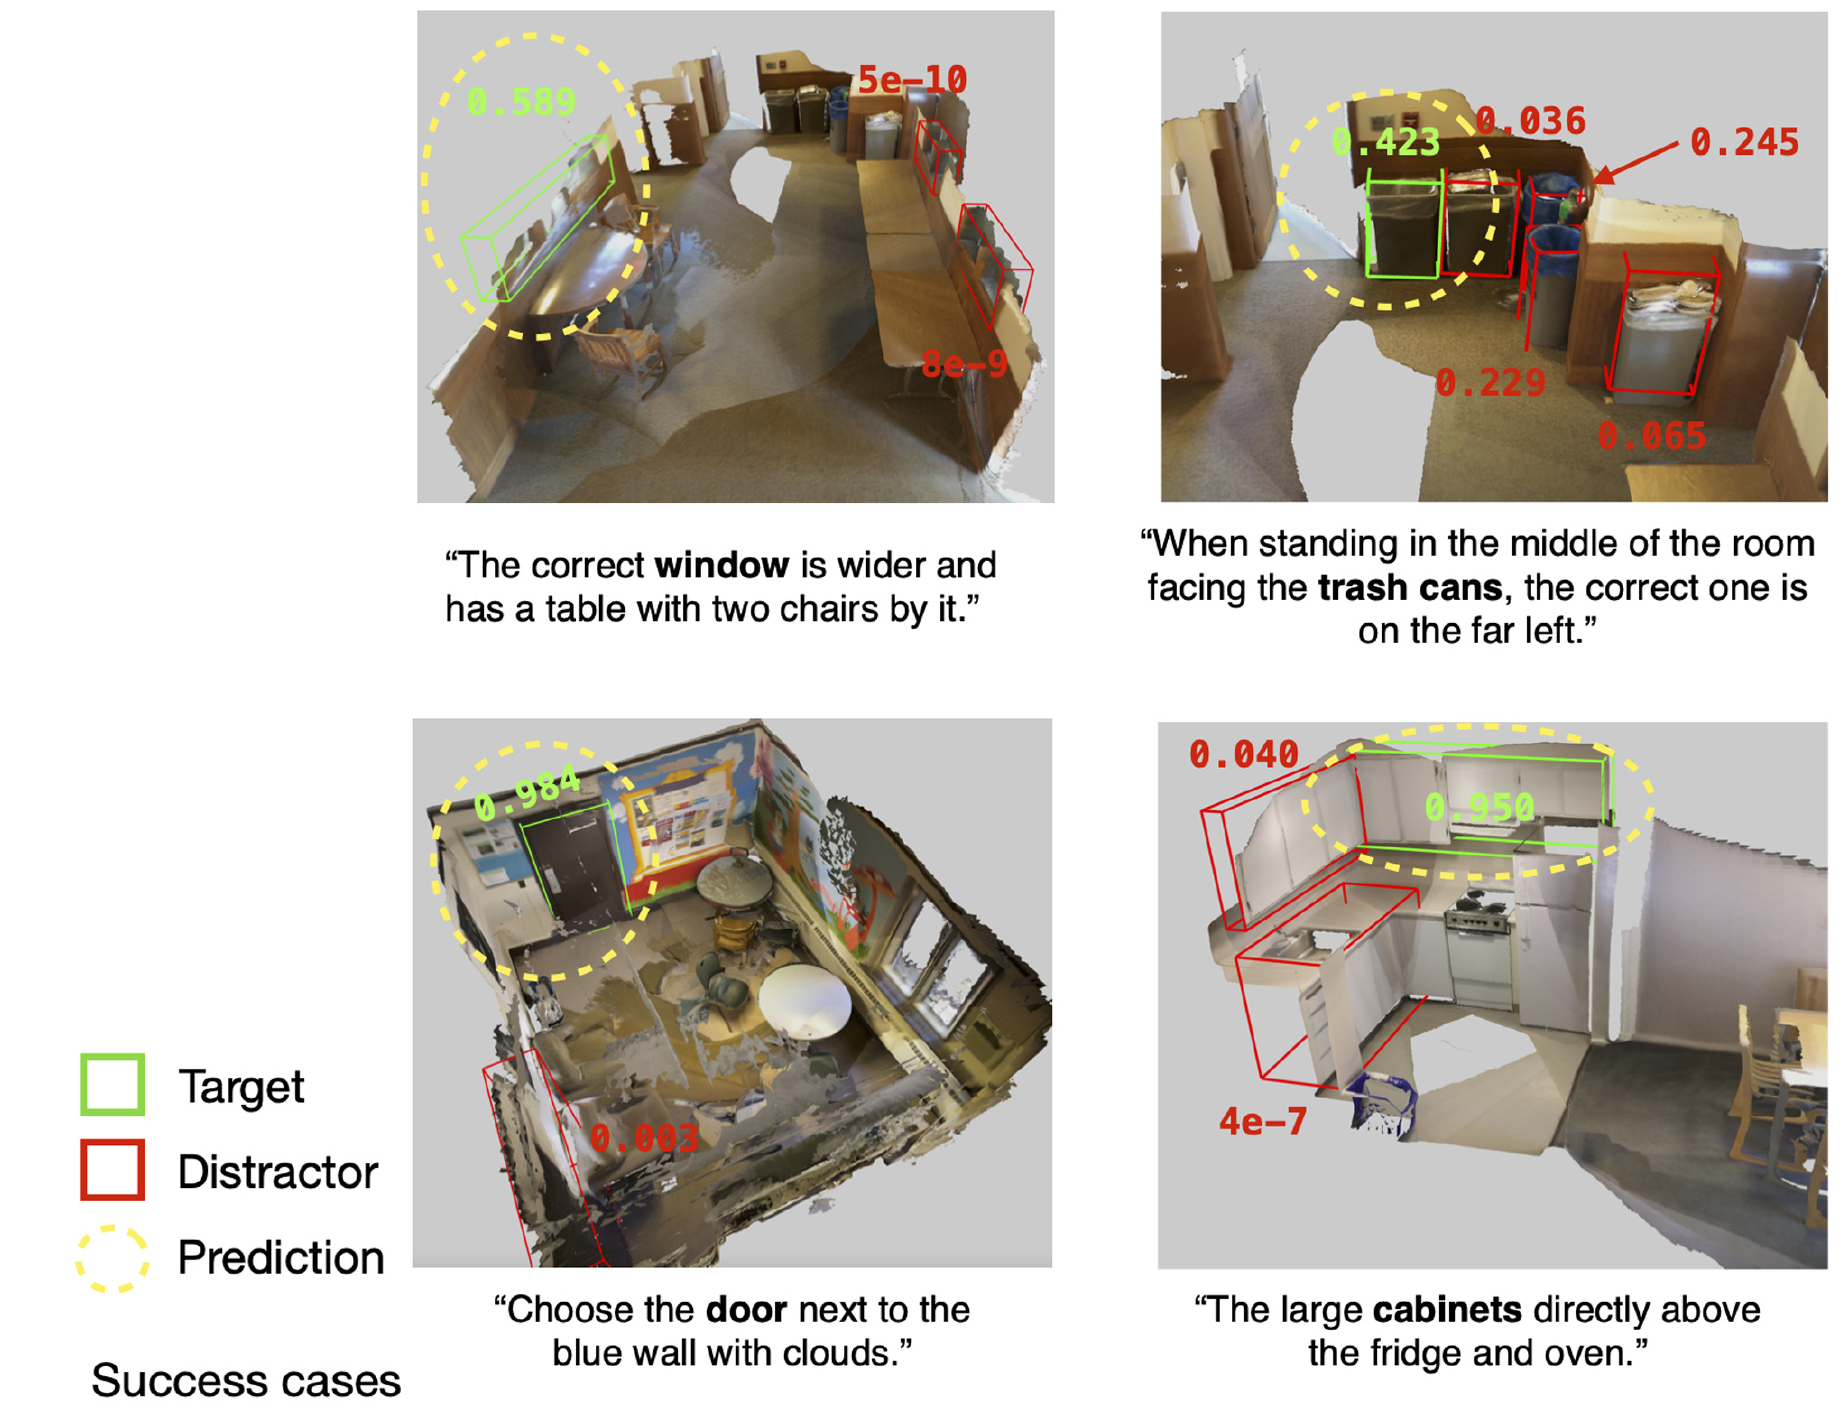 0.589
5e-10
8e-9
“The correct window is wider and
has a table with two chairs by it.”
0.423
0.036
0.245
0.229
0.065
“When standing in the middle of the room
facing the trash cans, the correct one is
on the far left.”
0.984
0.003
“Choose the door next to the
blue wall with clouds.”
0.040
0.950
4e-7
“The large cabinets directly above
the fridge and oven.”
Target
Distractor
Prediction
Success cases